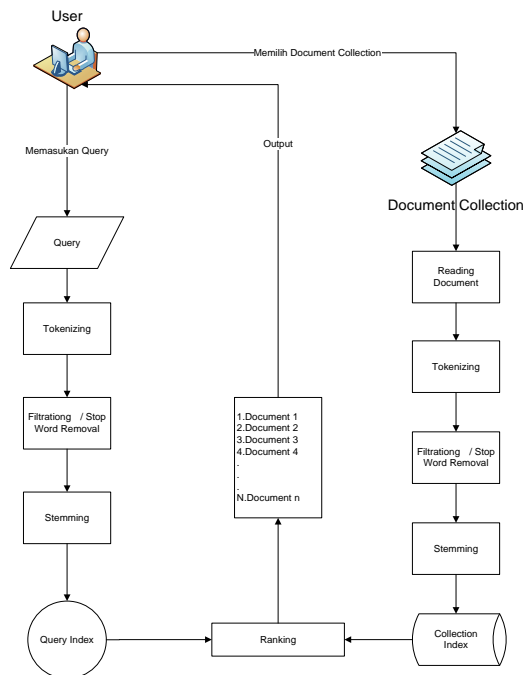 User
Memilih Document Collection
Memasukan Query
Output
Document Collection
Query
Reading
Document
Tokenizing
Tokenizing
Filtrationg / Stop
Word Removal
1.Document 1
2.Document 2
3.Document 3
4.Document 4
.
.
.
N.Document n
Filtrationg / Stop
Word Removal
Stemming
Stemming
Query Index
Ranking
Collection
Index